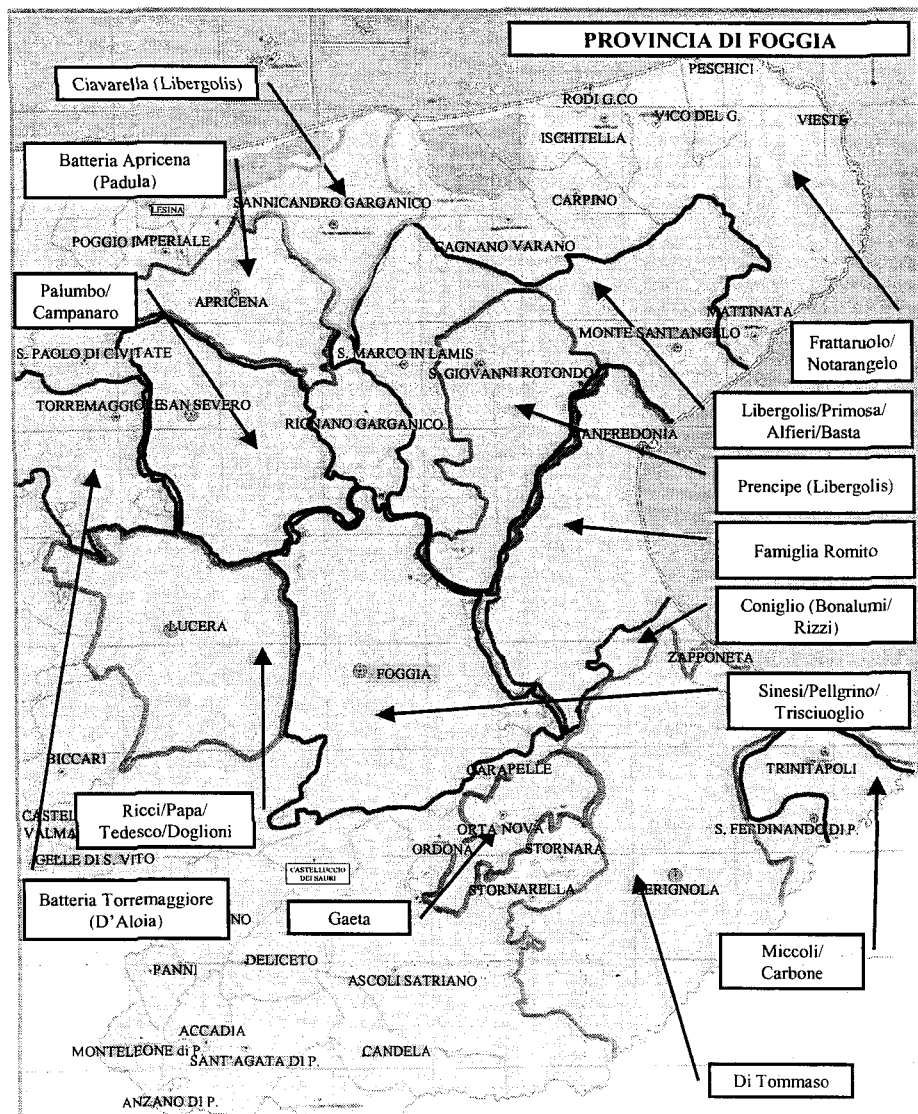 PROVINCIA DI FOGGIA
PESCHICI
Ciavarella (Libergolis)
RODI G.CO
VICO DEL G.
VIESTE
ISCHITELLA
Batteria Apricena
(Padula)
CARPINO
SANNICANDRO GARGANICO
LESINA
POGGIO IMPERIALE
CAGNANO VARANO
Palumbo/
Campanaro
APRICENA
MATTINATA
MONTE SANT'ANGELO
Frattaruolo/
Notarangelo
S. PAOLO DI CIVITATE
S. MARCO IN LAMIS
S. GIOVANNI ROTONDO
TORREMAGGIORE
SAN SEVERO
RIGNANO GARGANICO
Libergolis/Primosa/
Alfieri/Basta
ANFREDONIA
Prencipe (Libergolis)
Famiglia Romito
Coniglio (Bonalumi/
Rizzi)
LUCERA
ZAPPONETA
FOGGIA
Sinesi/Pellgrino/
Trisciuoglio
BICCARI
CARAPELLE
TRINITAPOLI
CASTEL
VALMA
Ricci/Papa/
Tedesco/Doglioni
ORTA NOVA
S. FERDINANDO DI P.
ORDONA
STORNARA
CELLE DI S. VITO
CASTELLUCCIO
DEI SAURI
STORNARELLA
CERIGNOLA
Batteria Torremaggiore
(D'Aloia)
NO
Gaeta
Miccoli/
Carbone
DELICETO
PANNI
ASCOLI SATRIANO
ACCADIA
MONTELEONE di P.
SANT'AGATA DI P.
CANDELA
Di Tommaso
ANZANO DI P.